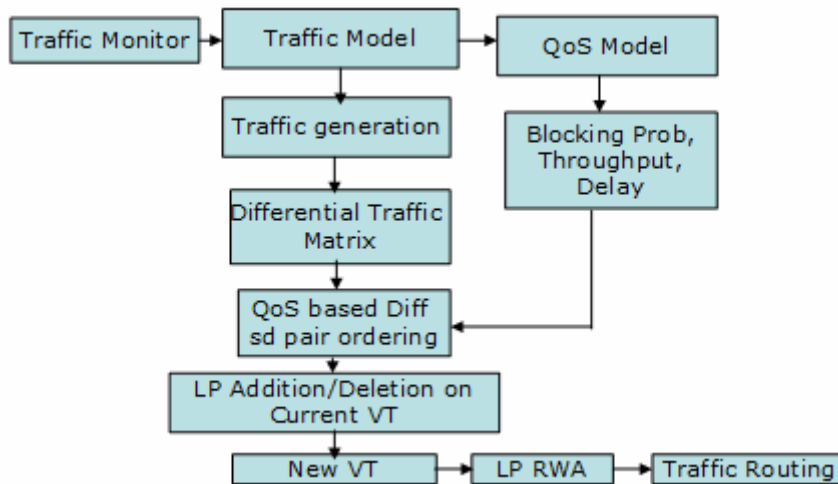 Traffic Monitor
Traffic Model
QoS Model
Traffic generation
Blocking Prob,
Throughput,
Delay
Differential Traffic
Matrix
QoS based Diff
sd pair ordering
LP Addition/Deletion on
Current VT
New VT
LP RWA
Traffic Routing